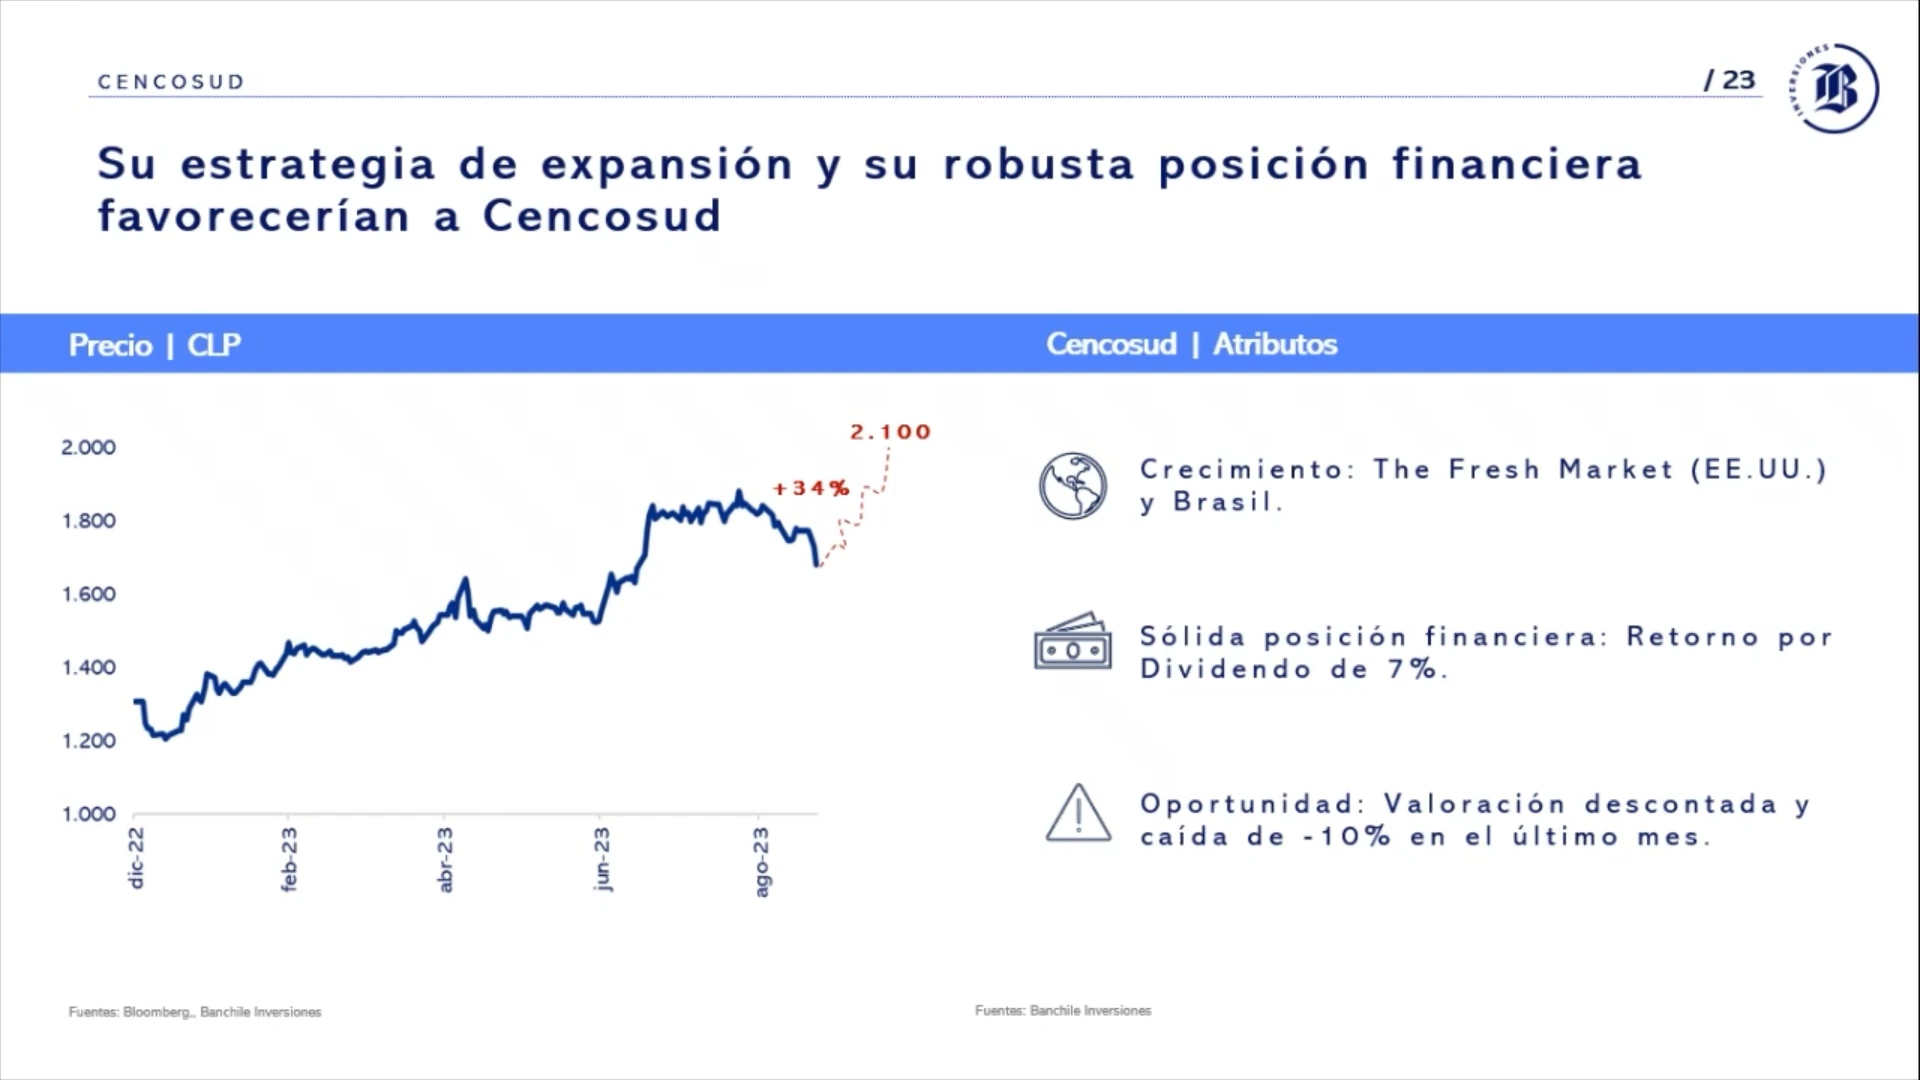 CENCOSUD
/ 23
INVERSIONES
B
Su estrategia de expansión y su robusta posición financiera
favorecerían a Cencosud
Precio | CLP
Cencosud | Atributos
2.000
1.800
1.600
1.400
1.200
1.000
dic-22
feb-23
abr-23
jun-23
ago-23
+34%
2.100
Crecimiento: The Fresh Market (EE.UU.)
y Brasil.
Sólida posición financiera: Retorno por
Dividendo de 7%.
Oportunidad: Valoración descontada y
caída de -10% en el último mes.
Fuentes: Bloomberg., Banchile Inversiones
Fuentes: Banchile Inversiones